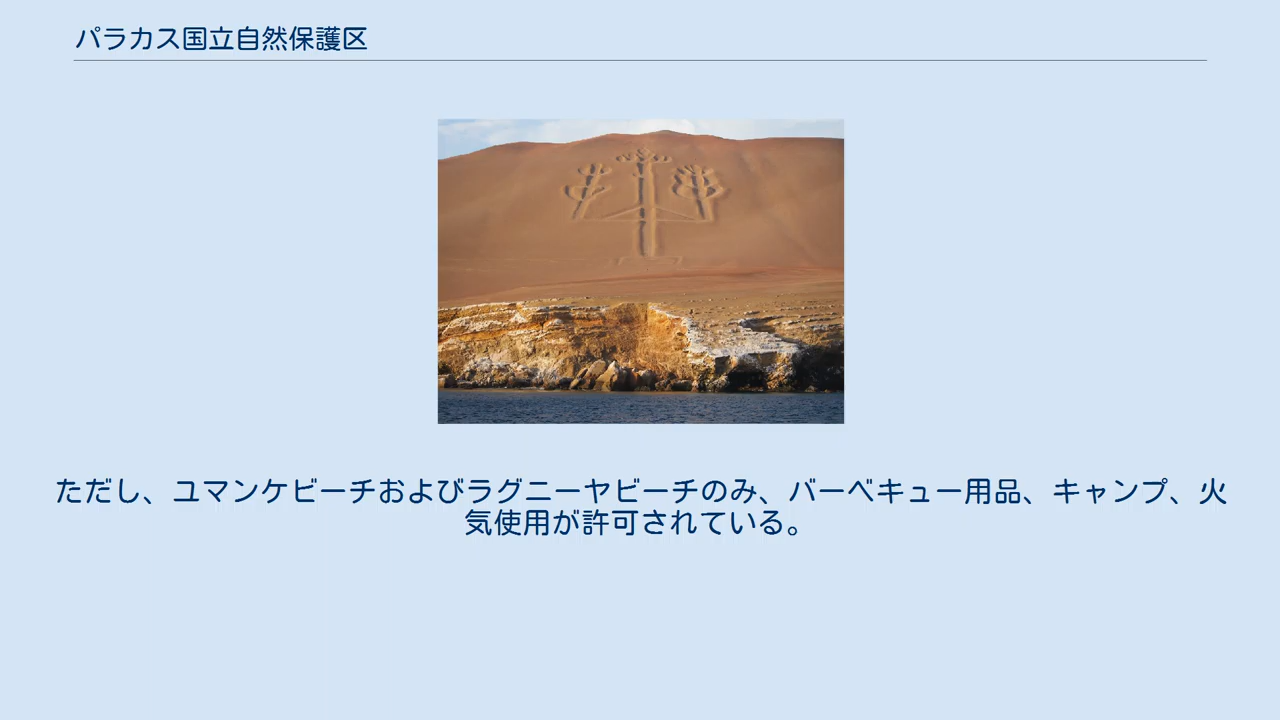 パラカス国立自然保護区
ただし、ユマンケビーチおよびラグニーヤビーチのみ、バーベキュー用品、キャンプ、火
気使用が許可されている。